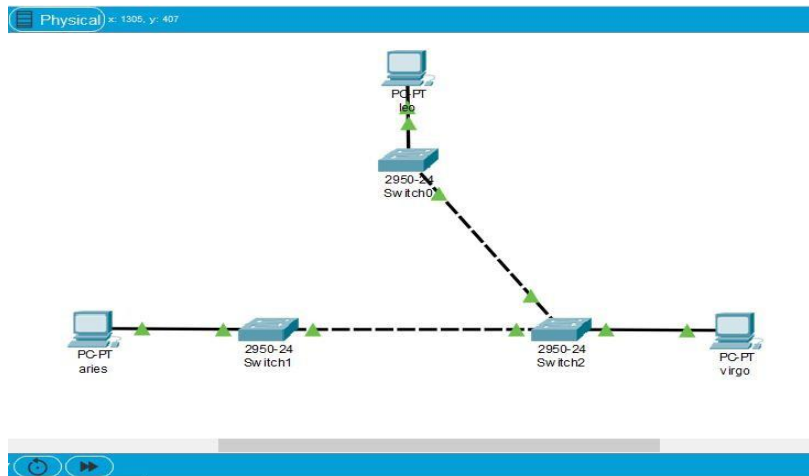 Physical x: 1305, y: 407
PC-PT
leo
2950-24
Switch0
PC-PT
aries
2950-24
Switch1
2950-24
Switch2
PC-PT
virgo